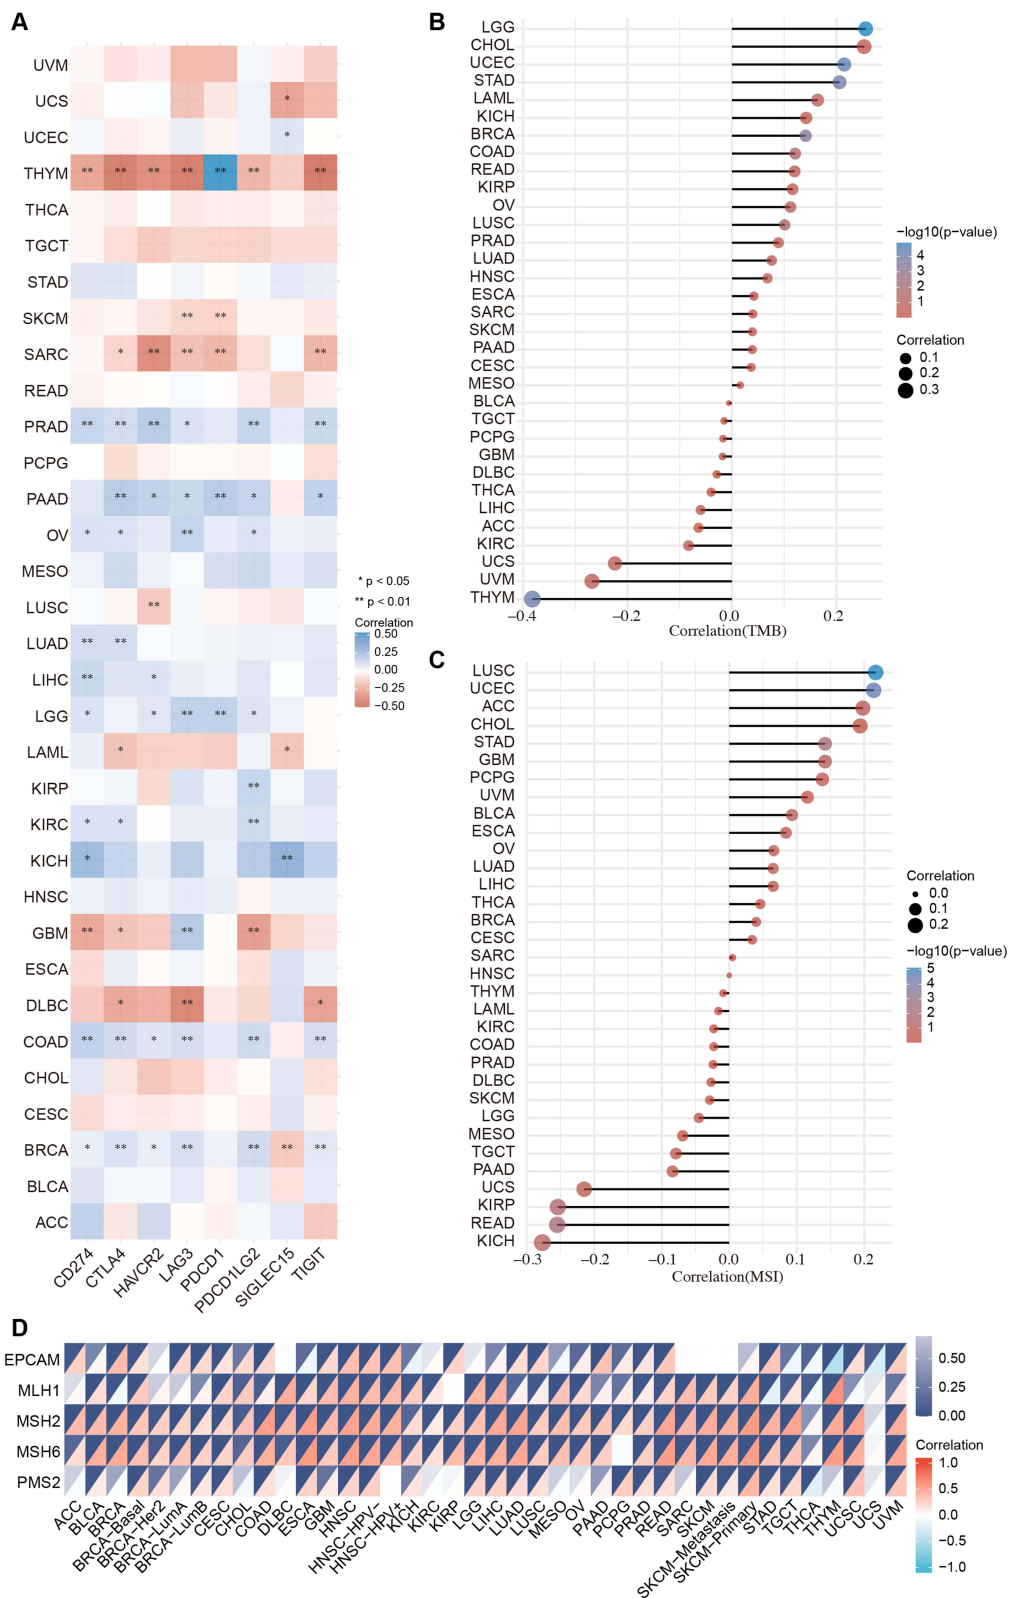 A
UVM
UCS
*
UCEC
*
THYM
** ** ** ** ** ** **
THCA
TGCT
STAD
SKCM
** **
SARC
* ** ** ** **
READ
PRAD
** ** ** * ** **
PCPG
PAAD
** * * ** * *
OV
* * ** *
MESO
LUSC
**
LUAD
** **
LIHC
** *
LGG
* * ** ** *
LAML
* *
KIRP
**
KIRC
* * **
KICH
* **
HNSC
GBM
** * ** **
ESCA
DLBC
* ** *
COAD
** ** * ** ** **
CHOL
CESC
BRCA
* ** * ** ** ** **
BLCA
ACC
CD274
CTLA4
HAVCR2
LAG3
PDCD1
PDCD1LG2
SIGLEC15
TIGIT
* p < 0.05
** p < 0.01
Correlation
0.50
0.25
0.00
−0.25
−0.50
B
LGG
CHOL
UCEC
STAD
LAML
KICH
BRCA
COAD
READ
KIRP
OV
LUSC
PRAD
LUAD
HNSC
ESCA
SARC
SKCM
PAAD
CESC
MESO
BLCA
TGCT
PCPG
GBM
DLBC
THCA
LIHC
ACC
KIRC
UCS
UVM
THYM
−0.4 −0.2 0.0 0.2
Correlation(TMB)
−log10(p−value)
4
3
2
1
Correlation
0.1
0.2
0.3
C
LUSC
UCEC
ACC
CHOL
STAD
GBM
PCPG
UVM
BLCA
ESCA
OV
LUAD
LIHC
THCA
BRCA
CESC
SARC
HNSC
THYM
LAML
KIRC
COAD
PRAD
DLBC
SKCM
LGG
MESO
TGCT
PAAD
UCS
KIRP
READ
KICH
−0.3 −0.2 −0.1 0.0 0.1 0.2
Correlation(MSI)
Correlation
0.0
0.1
0.2
−log10(p−value)
5
4
3
2
1
D
EPCAM
MLH1
MSH2
MSH6
PMS2
ACC
BLCA
BRCA
BRCA−Basal
BRCA−Her2
BRCA−LumA
BRCA−LumB
CESC
CHOL
COAD
DLBC
ESCA
GBM
HNSC
HNSC−HPV−
HNSC−HPV+
KICH
KIRC
KIRP
LGG
LIHC
LUAD
LUSC
MESO
OV
PAAD
PCPG
PRAD
READ
SARC
SKCM
SKCM−Metastasis
SKCM−Primary
STAD
TGCT
THCA
THYM
UCSC
UCS
UVM
0.50
0.25
0.00
Correlation
1.0
0.5
0.0
−0.5
−1.0